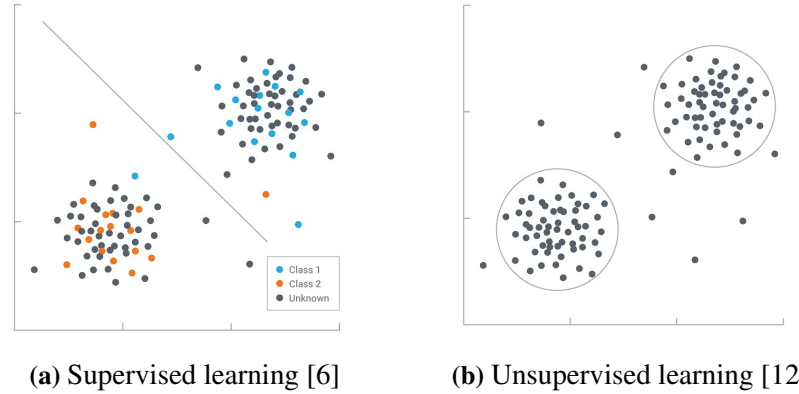 Class 1
Class 2
Unknown
(a) Supervised learning [6]
(b) Unsupervised learning [12